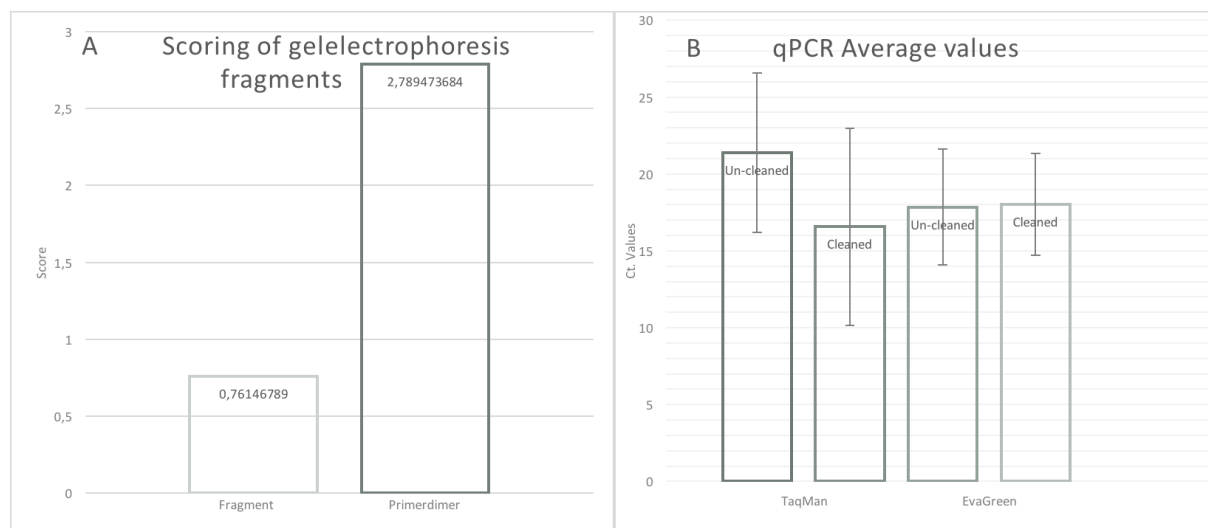 A
Scoring of gelelectrophoresis
fragments
3
2,5
2
1,5
1
0,5
0
Score
2,789473684
0,76146789
Fragment
Primerdimer
B
qPCR Average values
30
25
20
15
10
5
0
Ct. Values
Un-cleaned
Cleaned
Un-cleaned
Cleaned
TaqMan
EvaGreen